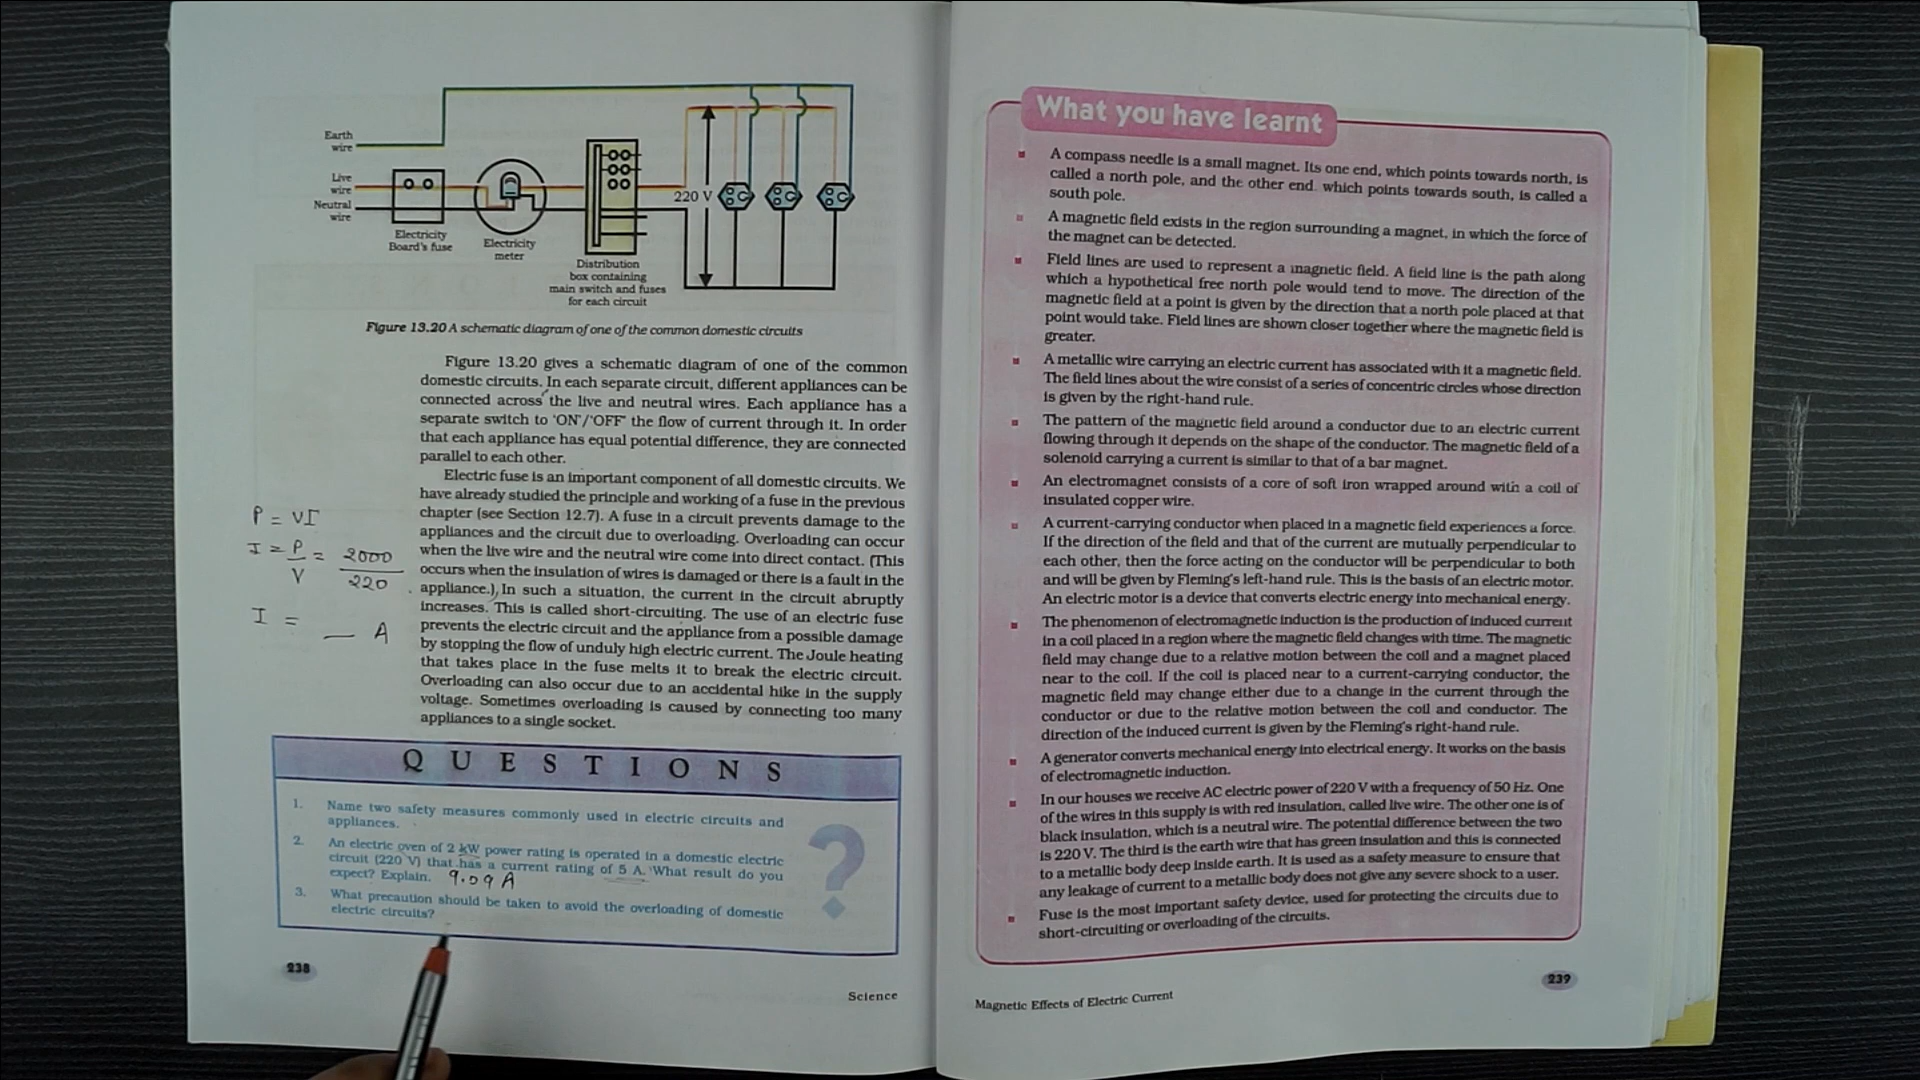 Earth
wire
Live
wire
Neutral
wire
Electricity
Board's fuse
Electricity
meter
Distribution
box containing
main switch and fuses
for each circuit
220 V
Figure 13.20 A schematic diagram of one of the common domestic circuits
Figure 13.20 gives a schematic diagram of one of the common
domestic circuits. In each separate circuit, different appliances can be
connected across the live and neutral wires. Each appliance has a
separate switch to 'ON'/'OFF' the flow of current through it. In order
that each appliance has equal potential difference, they are connected
parallel to each other.
Electric fuse is an important component of all domestic circuits. We
have already studied the principle and working of a fuse in the previous
chapter (see Section 12.7). A fuse in a circuit prevents damage to the
appliances and the circuit due to overloading. Overloading can occur
when the live wire and the neutral wire come into direct contact. (This
occurs when the insulation of wires is damaged or there is a fault in the
appliance.) In such a situation, the current in the circuit abruptly
increases. This is called short-circuiting. The use of an electric fuse
prevents the electric circuit and the appliance from a possible damage
by stopping the flow of unduly high electric current. The Joule heating
that takes place in the fuse melts it to break the electric circuit.
Overloading can also occur due to an accidental hike in the supply
voltage. Sometimes overloading is caused by connecting too many
appliances to a single socket.
P = VI
I = P/V = 2000/220
I = __ A
QUESTIONS
1. Name two safety measures commonly used in electric circuits and
appliances.
2. An electric oven of 2 kW power rating is operated in a domestic electric
circuit (220 V) that has a current rating of 5 A. What result do you
expect? Explain. 9.09 A
3. What precaution should be taken to avoid the overloading of domestic
electric circuits?
238
Science
What you have learnt
A compass needle is a small magnet. Its one end, which points towards north, is
called a north pole, and the other end, which points towards south, is called a
south pole.
A magnetic field exists in the region surrounding a magnet, in which the force of
the magnet can be detected.
Field lines are used to represent a magnetic field. A field line is the path along
which a hypothetical free north pole would tend to move. The direction of the
magnetic field at a point is given by the direction that a north pole placed at that
point would take. Field lines are shown closer together where the magnetic field is
greater.
A metallic wire carrying an electric current has associated with it a magnetic field.
The field lines about the wire consist of a series of concentric circles whose direction
is given by the right-hand rule.
The pattern of the magnetic field around a conductor due to an electric current
flowing through it depends on the shape of the conductor. The magnetic field of a
solenoid carrying a current is similar to that of a bar magnet.
An electromagnet consists of a core of soft iron wrapped around with a coil of
insulated copper wire.
A current-carrying conductor when placed in a magnetic field experiences a force.
If the direction of the field and that of the current are mutually perpendicular to
each other, then the force acting on the conductor will be perpendicular to both
and will be given by Fleming's left-hand rule. This is the basis of an electric motor.
An electric motor is a device that converts electric energy into mechanical energy.
The phenomenon of electromagnetic induction is the production of induced current
in a coil placed in a region where the magnetic field changes with time. The magnetic
field may change due to a relative motion between the coil and a magnet placed
near to the coil. If the coil is placed near to a current-carrying conductor, the
magnetic field may change either due to a change in the current through the
conductor or due to the relative motion between the coil and conductor. The
direction of the induced current is given by the Fleming's right-hand rule.
A generator converts mechanical energy into electrical energy. It works on the basis
of electromagnetic induction.
In our houses we receive AC electric power of 220 V with a frequency of 50 Hz. One
of the wires in this supply is with red insulation, called live wire. The other one is of
black insulation, which is a neutral wire. The potential difference between the two
is 220 V. The third is the earth wire that has green insulation and this is connected
to a metallic body deep inside earth. It is used as a safety measure to ensure that
any leakage of current to a metallic body does not give any severe shock to a user.
Fuse is the most important safety device, used for protecting the circuits due to
short-circuiting or overloading of the circuits.
239
Magnetic Effects of Electric Current